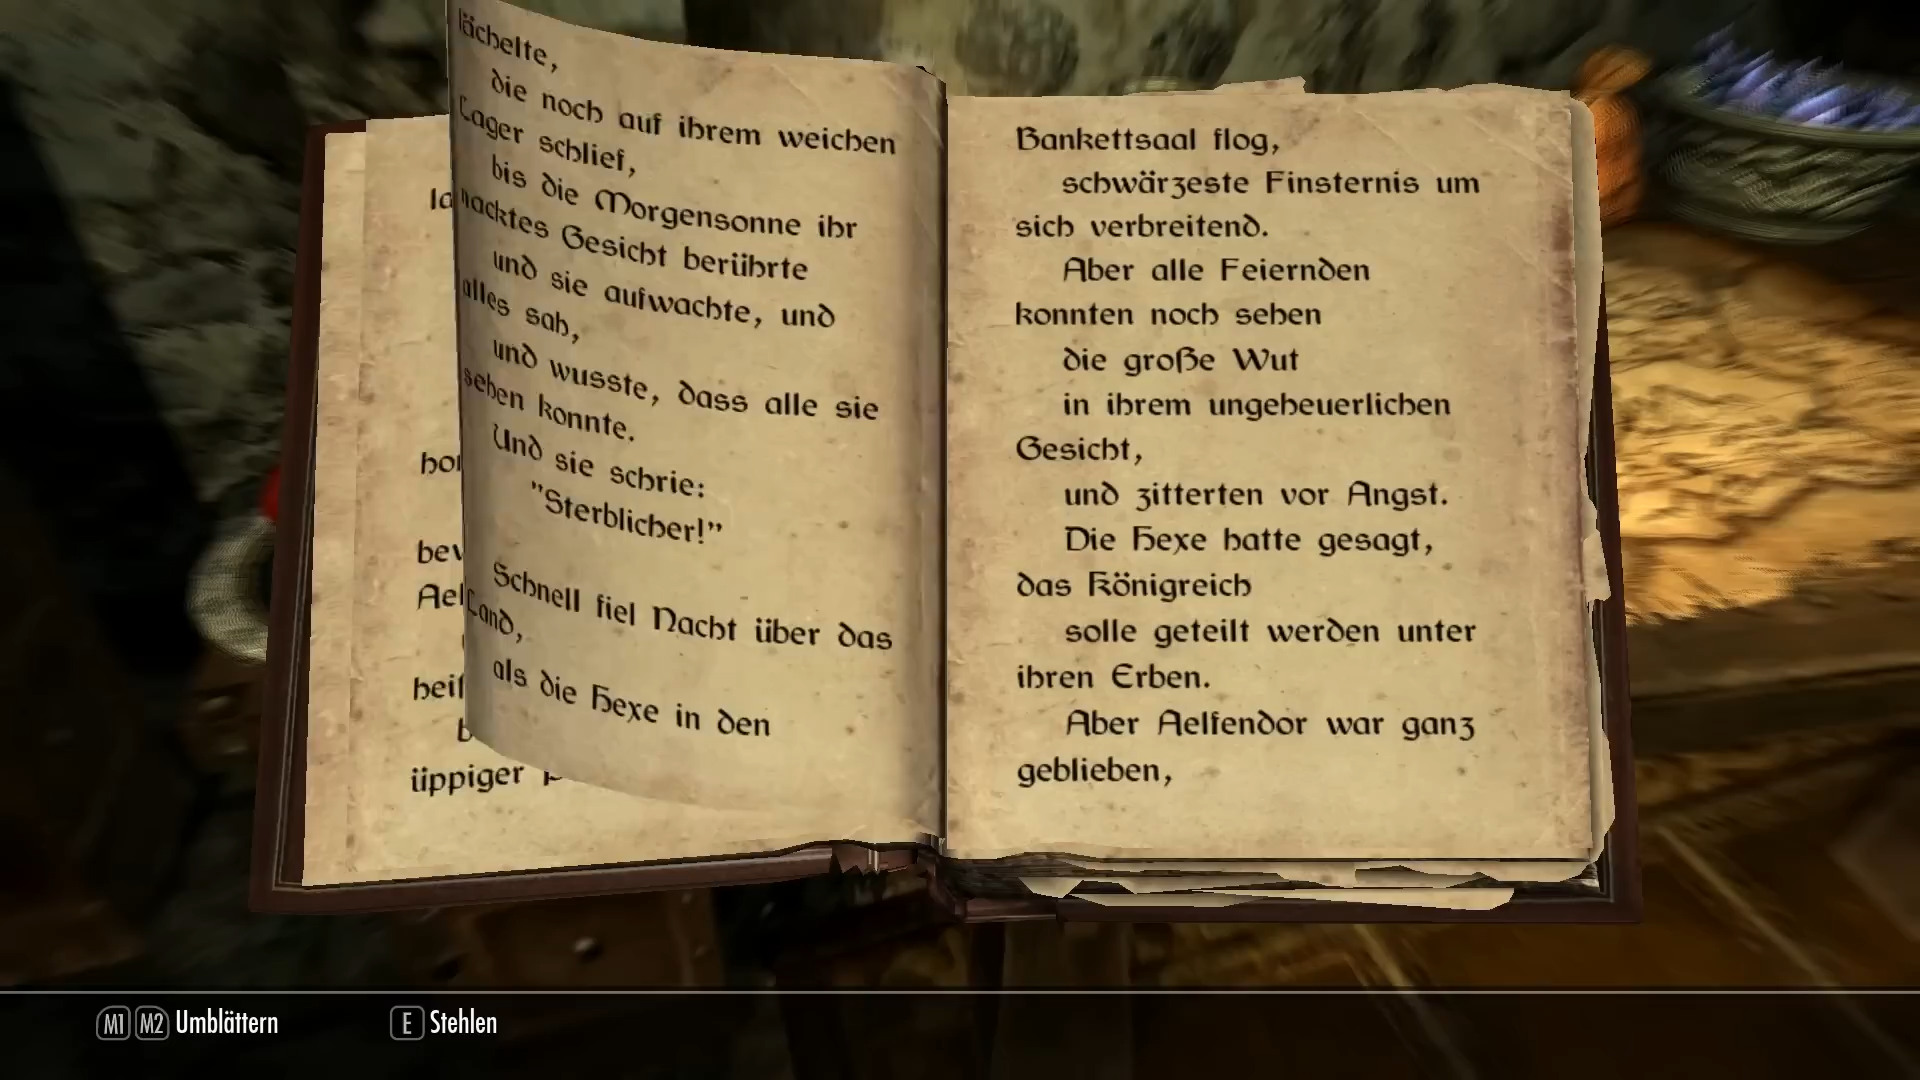 lächelte,
die noch auf ihrem weichen
Lager schlief,
bis die Morgensonne ihr
nacktes Gesicht berührte
und sie aufwachte, und
alles sah,
und wusste, dass alle sie
sehen konnte.
Und sie schrie:
"Sterblicher!"
Schnell fiel Nacht über das
Land,
als die Hexe in den
üppiger
Bankettsaal flog,
schwärzeste Finsternis um
sich verbreitend.
Aber alle Feiernden
konnten noch sehen
die große Wut
in ihrem ungeheuerlichen
Gesicht,
und zitterten vor Angst.
Die Hexe hatte gesagt,
das Königreich
solle geteilt werden unter
ihren Erben.
Aber Aelfendor war ganz
geblieben,
M1 M2 Umblättern
E Stehlen